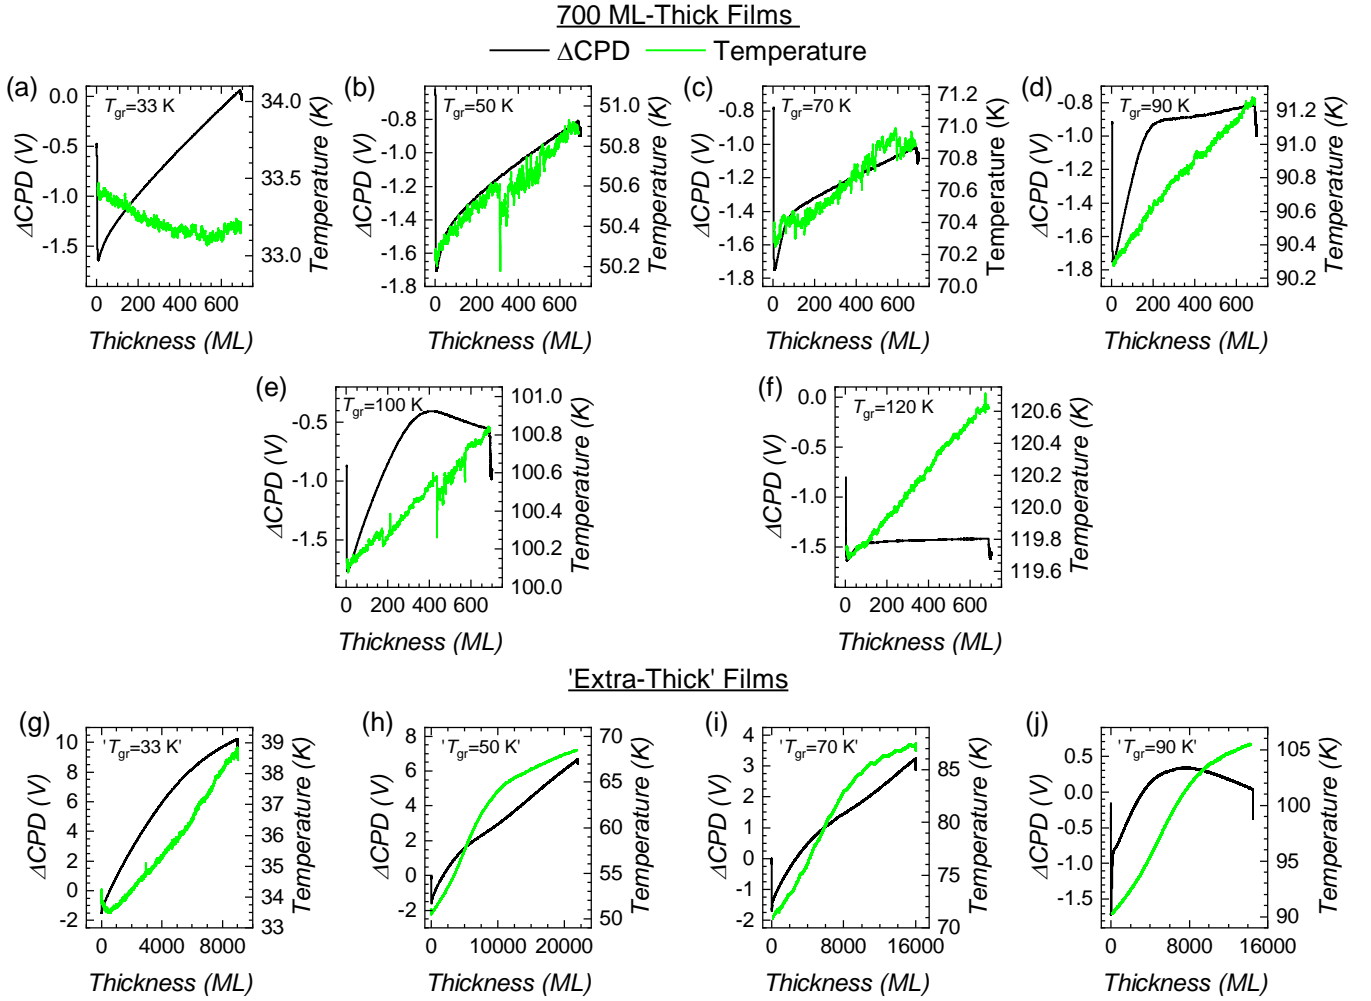 700 ML-Thick Films
ΔCPD Temperature
(a) (b) (c) (d)
Tgr=33 K
0.0
-0.5
-1.0
-1.5
34.0
33.5
33.0
0 200 400 600
ΔCPD (V)
Temperature (K)
Thickness (ML)
Tgr=50 K
-0.8
-1.0
-1.2
-1.4
-1.6
-1.8
51.0
50.8
50.6
50.4
50.2
0 200 400 600
ΔCPD (V)
Temperature (K)
Thickness (ML)
Tgr=70 K
-0.8
-1.0
-1.2
-1.4
-1.6
-1.8
71.2
71.0
70.8
70.6
70.4
70.2
70.0
0 200 400 600
ΔCPD (V)
Temperature (K)
Thickness (ML)
Tgr=90 K
-0.8
-1.0
-1.2
-1.4
-1.6
-1.8
91.2
91.0
90.8
90.6
90.4
90.2
0 200 400 600
ΔCPD (V)
Temperature (K)
Thickness (ML)
(e) (f)
Tgr=100 K
-0.5
-1.0
-1.5
101.0
100.8
100.6
100.4
100.2
100.0
0 200 400 600
ΔCPD (V)
Temperature (K)
Thickness (ML)
Tgr=120 K
0.0
-0.5
-1.0
-1.5
120.6
120.4
120.2
120.0
119.8
119.6
0 200 400 600
ΔCPD (V)
Temperature (K)
Thickness (ML)
'Extra-Thick' Films
(g) (h) (i) (j)
'Tgr=33 K'
10
8
6
4
2
0
-2
39
38
37
36
35
34
33
0 4000 8000
ΔCPD (V)
Temperature (K)
Thickness (ML)
'Tgr=50 K'
8
6
4
2
0
-2
70
65
60
55
50
0 10000 20000
ΔCPD (V)
Temperature (K)
Thickness (ML)
'Tgr=70 K'
4
3
2
1
0
-1
-2
85
80
75
70
0 8000 16000
ΔCPD (V)
Temperature (K)
Thickness (ML)
'Tgr=90 K'
0.5
0.0
-0.5
-1.0
-1.5
105
100
95
90
0 8000 16000
ΔCPD (V)
Temperature (K)
Thickness (ML)